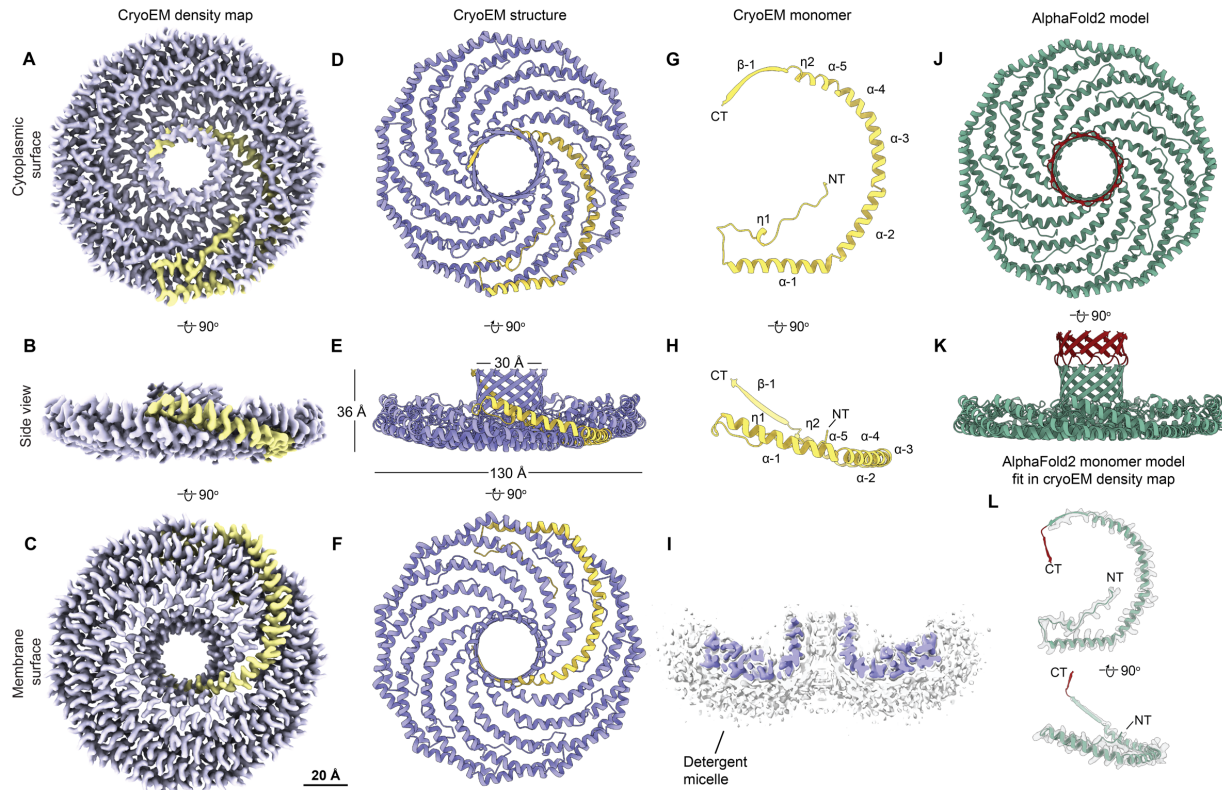 CryoEM density map
CryoEM structure
CryoEM monomer
AlphaFold2 model
Cytoplasmic
surface
Side view
Membrane
surface
A
D
G
J
β-1
η2
α-5
α-4
CT
α-3
NT
η1
α-2
α-1
90°
90°
90°
90°
B
E
H
K
30 Å
36 Å
130 Å
CT
β-1
NT
η1
η2
α-5
α-4
α-3
α-1
α-2
90°
90°
AlphaFold2 monomer model
fit in cryoEM density map
C
F
I
L
CT
NT
90°
CT
NT
Detergent
micelle
20 Å